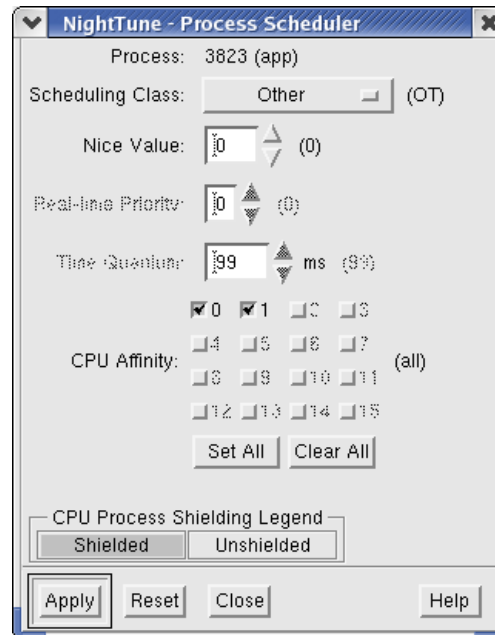 NightTune - Process Scheduler
Process: 3823 (app)
Scheduling Class: Other (OT)
Nice Value: 0 (0)
Real-time Priority: 0 (0)
Time Quantum: 99 ms (99)
0 1 2 3
4 5 6 7
CPU Affinity: (all)
8 9 10 11
12 13 14 15
Set All Clear All
CPU Process Shielding Legend
Shielded Unshielded
Apply Reset Close Help